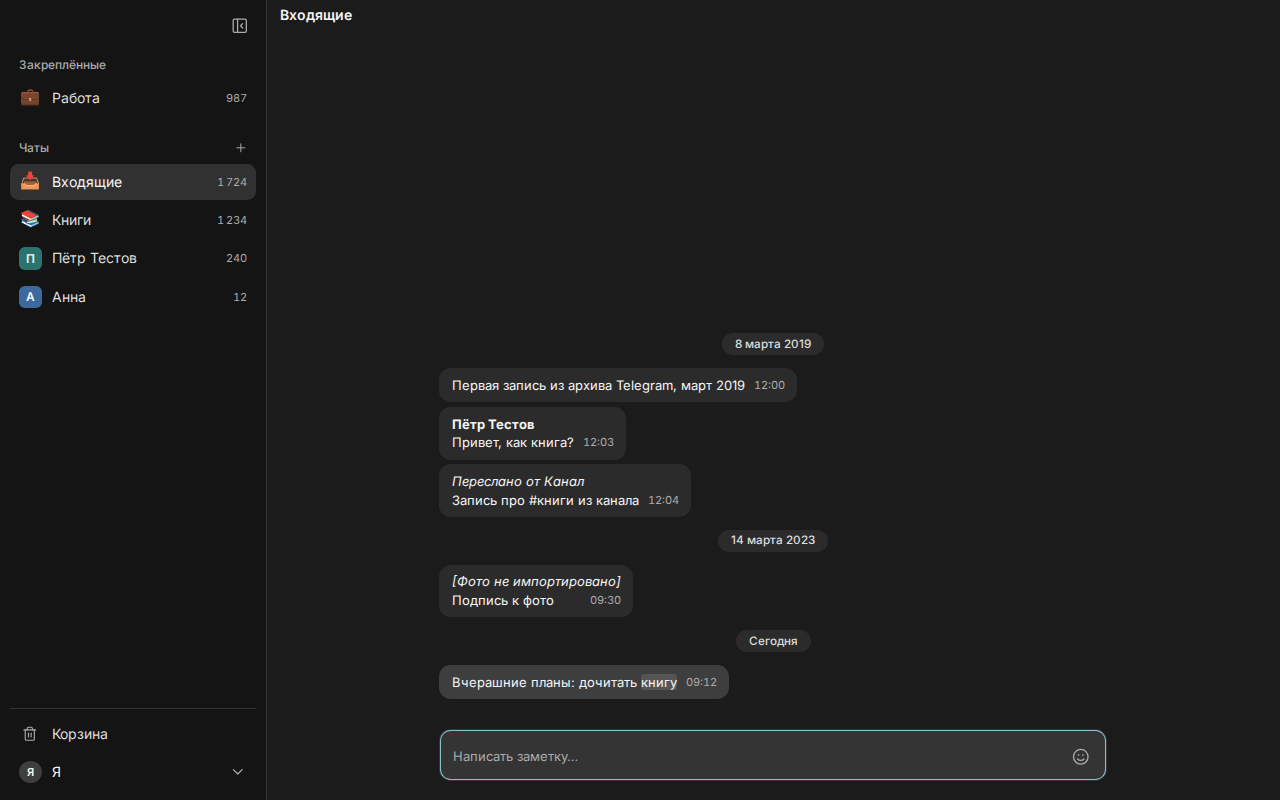 Входящие
Закреплённые
Работа 987
Чаты
Входящие 1 724
Книги 1 234
П Пётр Тестов 240
А Анна 12
8 марта 2019
Первая запись из архива Telegram, март 2019 12:00
Пётр Тестов
Привет, как книга? 12:03
Переслано от Канал
Запись про #книги из канала 12:04
14 марта 2023
[Фото не импортировано]
Подпись к фото 09:30
Сегодня
Вчерашние планы: дочитать книгу 09:12
Написать заметку...
Корзина
Я Я